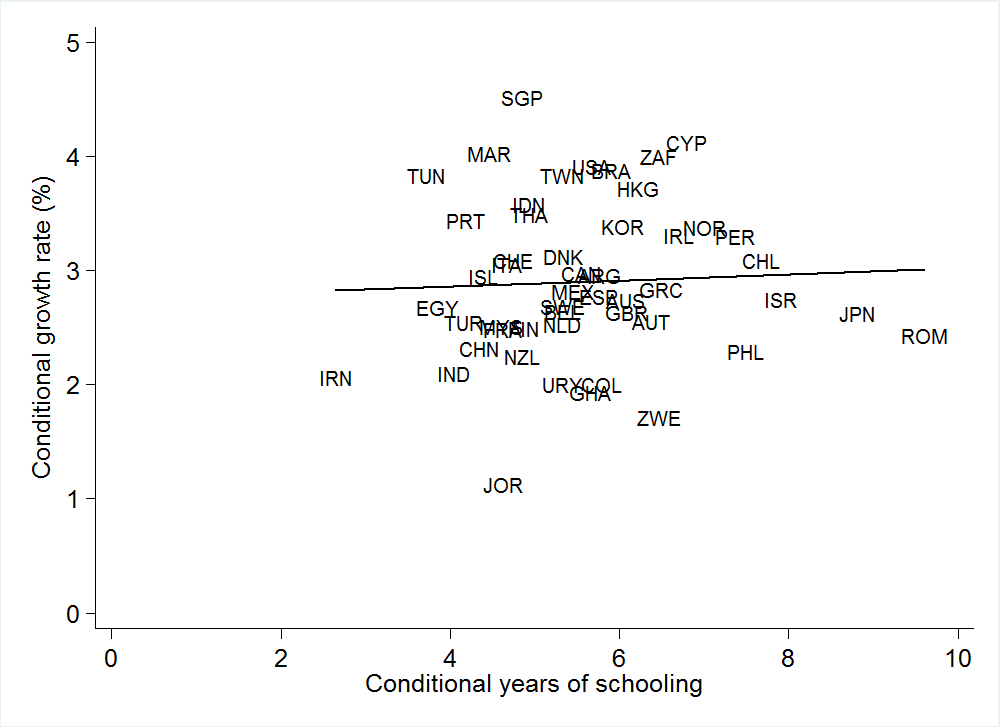 5
SGP
CYP
4
MAR
ZAF
TUN
TWN
USA
BRA
HKG
IDN
THA
PRT
KOR
NOR
IRL
PER
3
ITA
CHE
DNK
CHL
ISL
CAN
ARG
MEX
ESP
GRC
AUS
ISR
EGY
SWE
BEL
GBR
JPN
TUR
MYS
FRA
FIN
NLD
AUT
ROM
CHN
NZL
PHL
2
IRN
IND
URY
COL
GHA
ZWE
JOR
1
0
Conditional growth rate (%)
0 2 4 6 8 10
Conditional years of schooling